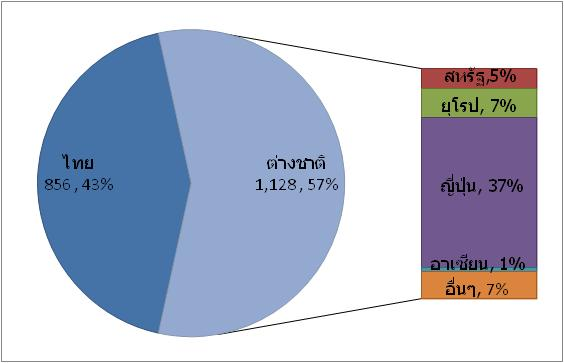 ไทย
856 , 43%
ต่างชาติ
1,128 , 57%
สหรัฐ,5%
ยุโรป, 7%
ญี่ปุ่น, 37%
อาเซียน, 1%
อื่นๆ, 7%